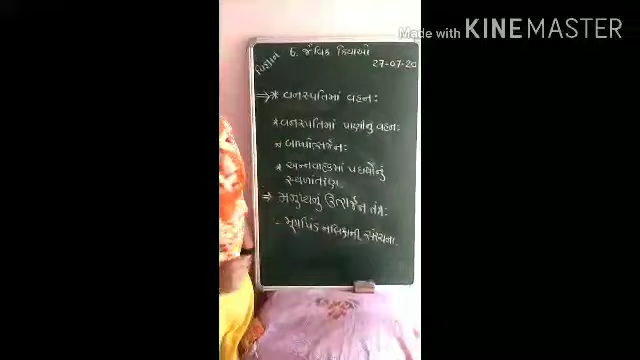 Made with KINEMASTER
6. જૈવિક ક્રિયાઓ
27-07-20
⇒ * વનસ્પતિમાં વહન:
* વનસ્પતિમાં પાણીનું વહન:
* બાષ્પોત્સર્જન:
* અન્નવાહકમાં પદાર્થોનું
સ્થળાંતરણ.
⇒ મનુષ્યનું ઉત્સર્જન તંત્ર:
- મૂત્રપિંડ નલિકાની સંરચના